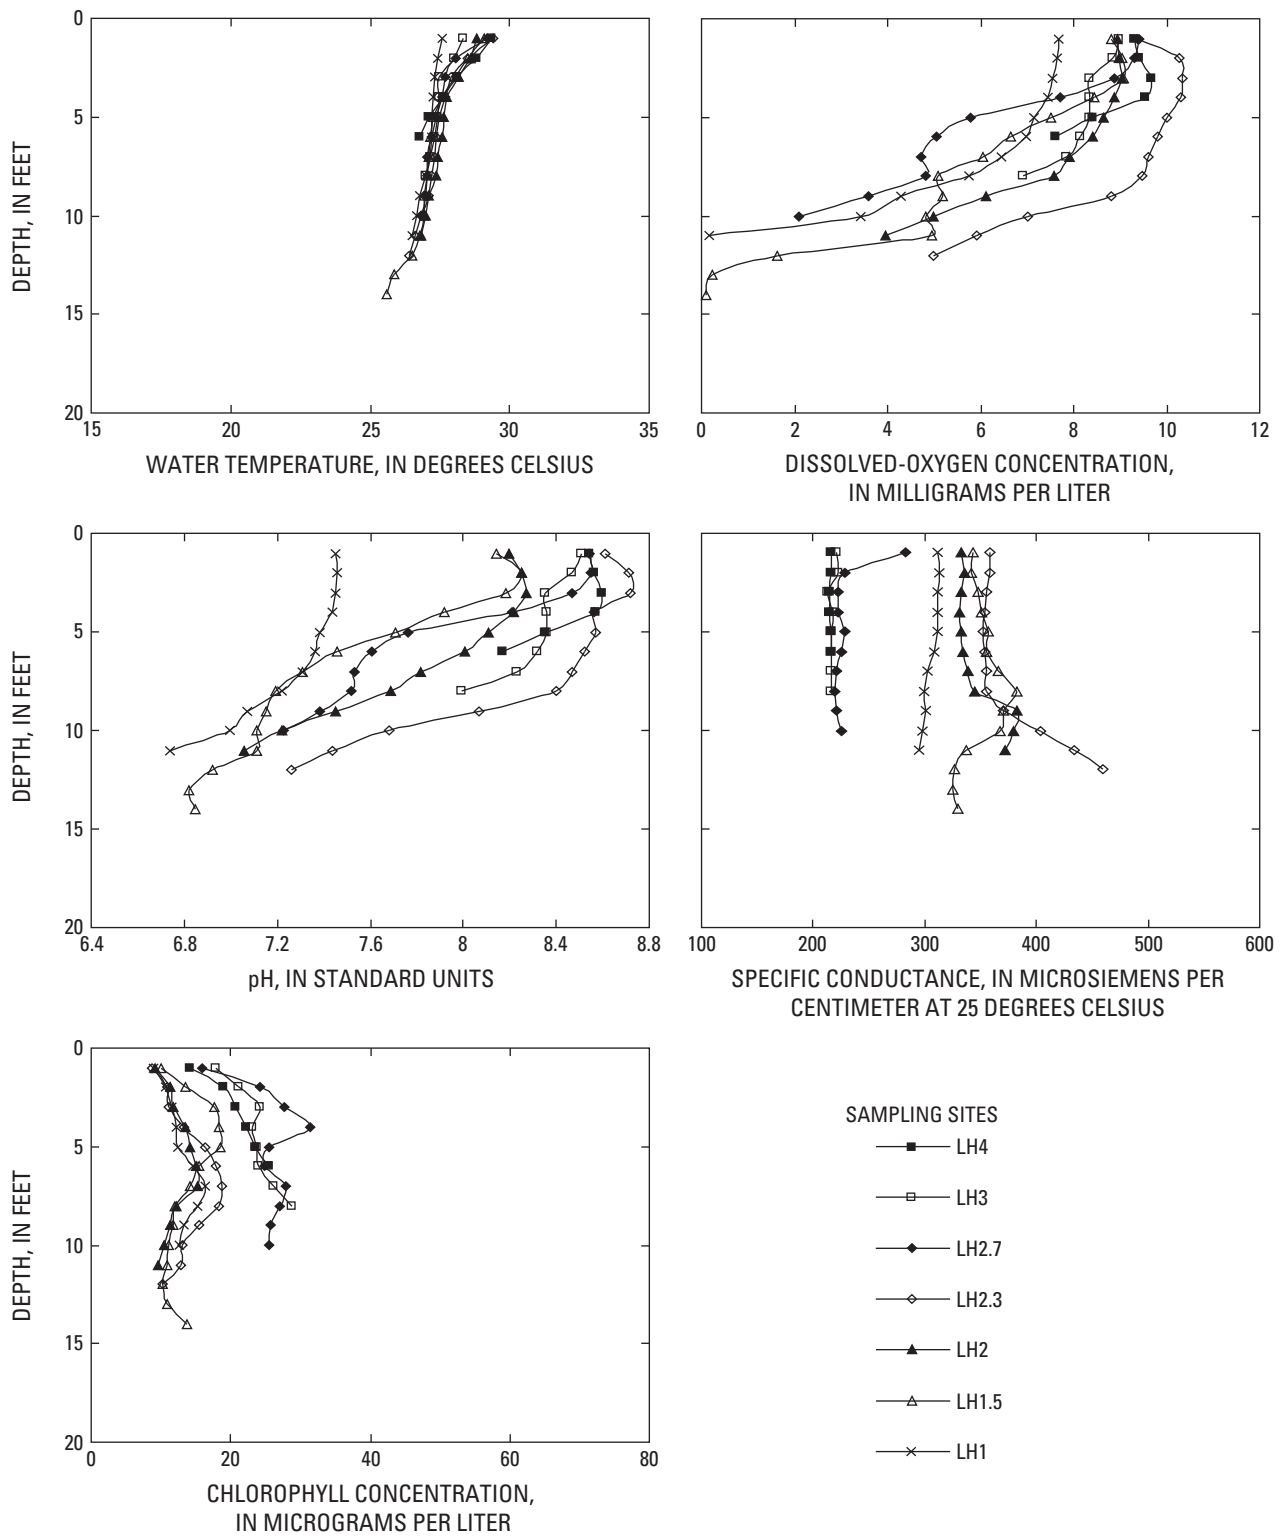 0
5
10
15
20
DEPTH, IN FEET
15 20 25 30 35
WATER TEMPERATURE, IN DEGREES CELSIUS
0 2 4 6 8 10 12
DISSOLVED-OXYGEN CONCENTRATION,
IN MILLIGRAMS PER LITER
0
5
10
15
20
DEPTH, IN FEET
6.4 6.8 7.2 7.6 8 8.4 8.8
pH, IN STANDARD UNITS
100 200 300 400 500 600
SPECIFIC CONDUCTANCE, IN MICROSIEMENS PER
CENTIMETER AT 25 DEGREES CELSIUS
0
5
10
15
20
DEPTH, IN FEET
0 20 40 60 80
CHLOROPHYLL CONCENTRATION,
IN MICROGRAMS PER LITER
SAMPLING SITES
LH4
LH3
LH2.7
LH2.3
LH2
LH1.5
LH1